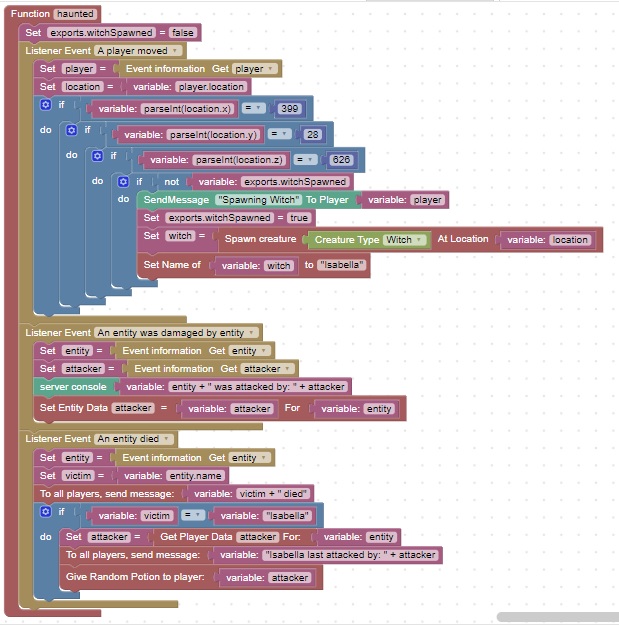 Function haunted
Set exports.witchSpawned = false
Listener Event A player moved
Set player = Event information Get player
Set location = variable: player.location
if variable: parseInt(location.x) = 399
do if variable: parseInt(location.y) = 28
do if variable: parseInt(location.z) = 626
do if not variable: exports.witchSpawned
do SendMessage "Spawning Witch" To Player variable: player
Set exports.witchSpawned = true
Set witch = Spawn creature Creature Type Witch At Location variable: location
Set Name of variable: witch to "Isabella"
Listener Event An entity was damaged by entity
Set entity = Event information Get entity
Set attacker = Event information Get attacker
server console variable: entity + " was attacked by: " + attacker
Set Entity Data attacker = variable: attacker For variable: entity
Listener Event An entity died
Set entity = Event information Get entity
Set victim = variable: entity.name
To all players, send message: variable: victim + " died"
if variable: victim = variable: "Isabella"
do Set attacker = Get Player Data attacker For: variable: entity
To all players, send message: variable: "Isabella last attacked by: " + attacker
Give Random Potion to player: variable: attacker